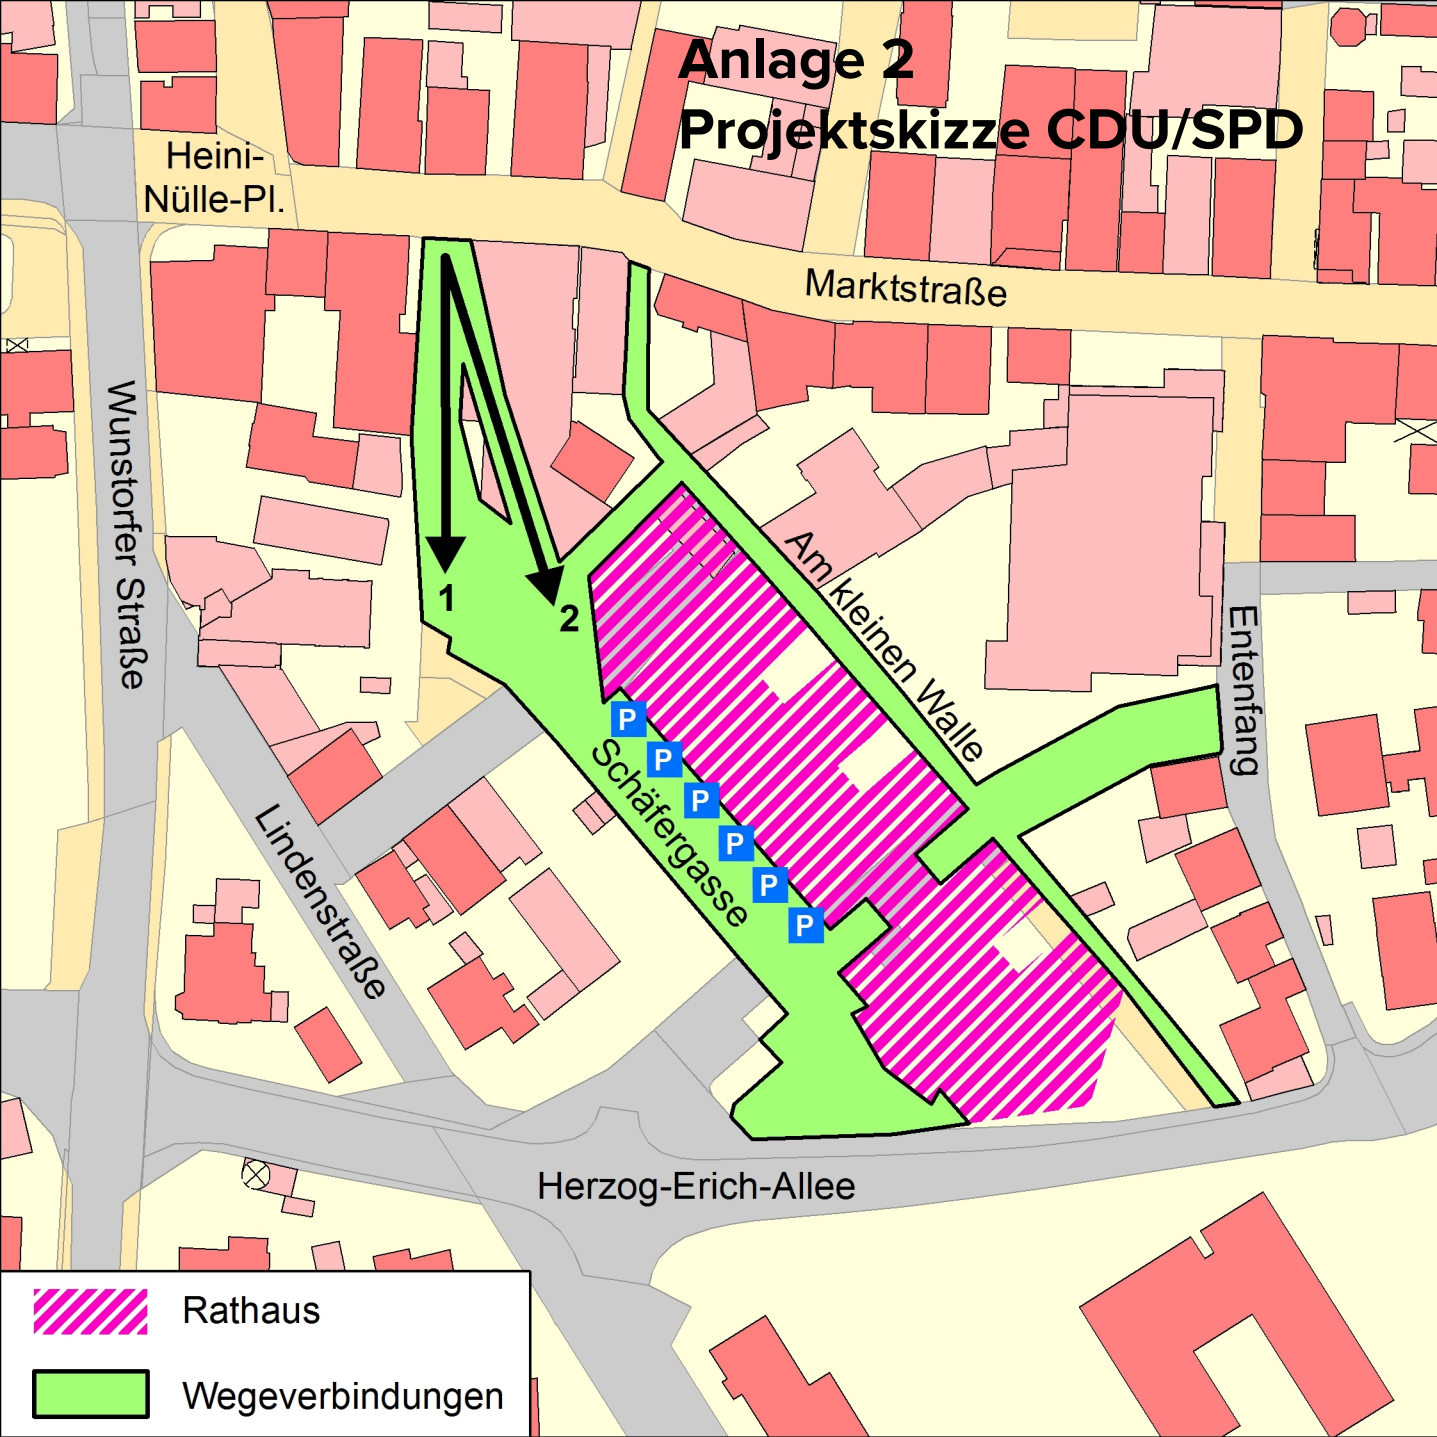 Anlage 2
Projektskizze CDU/SPD
Heini-
Nülle-Pl.
Marktstraße
Wunstorfer Straße
1
2
Am kleinen Walle
Entenfang
P
P
P
P
P
P
Schäfergasse
Lindenstraße
Herzog-Erich-Allee
Rathaus
Wegeverbindungen